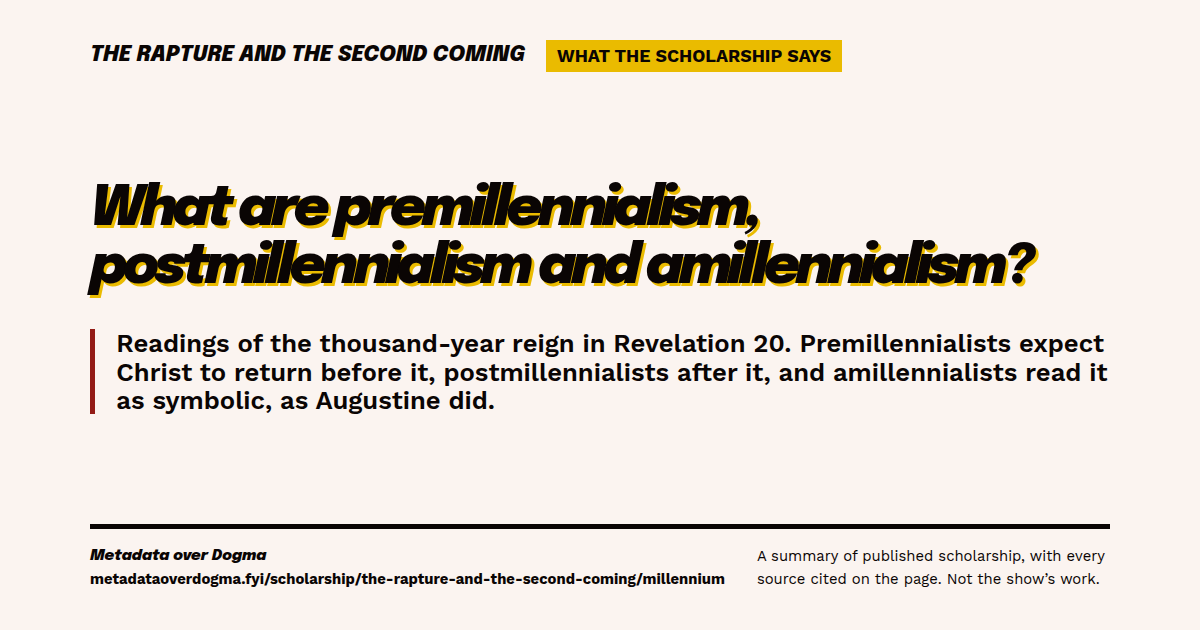 THE RAPTURE AND THE SECOND COMING
WHAT THE SCHOLARSHIP SAYS
What are premillennialism,
postmillennialism and amillennialism?
Readings of the thousand-year reign in Revelation 20. Premillennialists expect
Christ to return before it, postmillennialists after it, and amillennialists read it
as symbolic, as Augustine did.
Metadata over Dogma
metadataoverdogma.fyi/scholarship/the-rapture-and-the-second-coming/millennium
A summary of published scholarship, with every
source cited on the page. Not the show’s work.